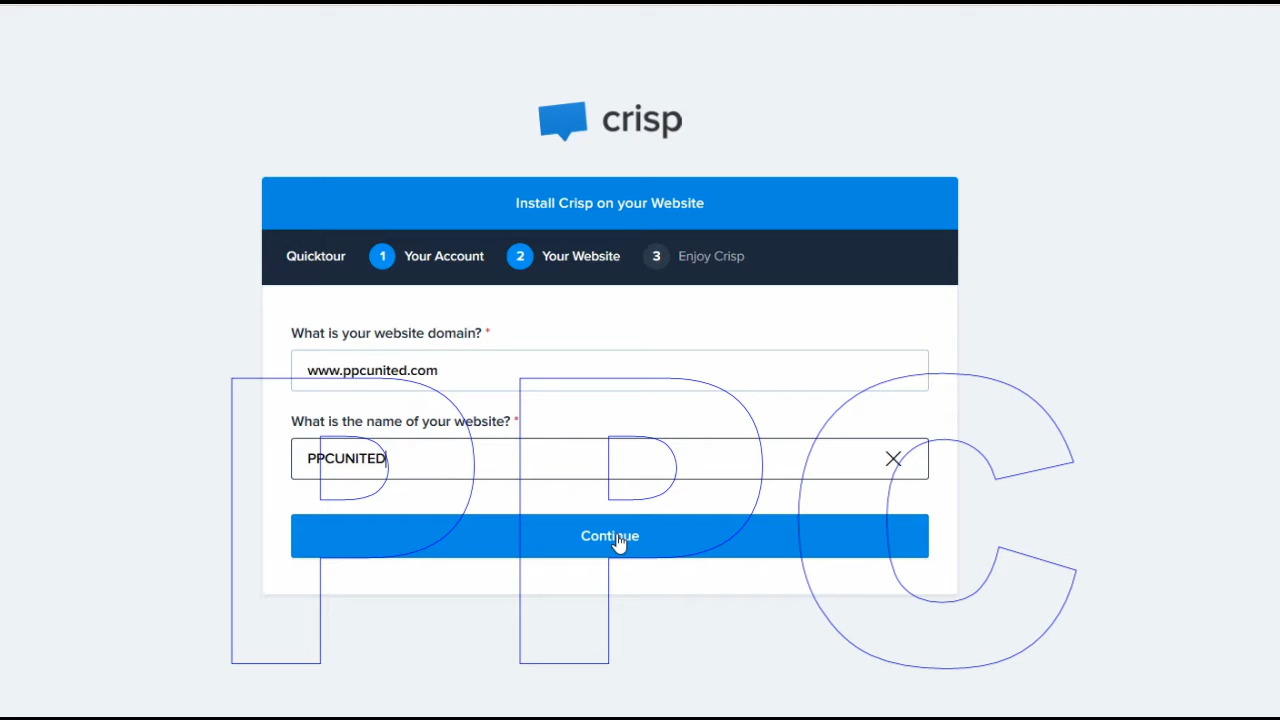 crisp
Install Crisp on your Website
Quicktour 1 Your Account 2 Your Website 3 Enjoy Crisp
What is your website domain? *
www.ppcunited.com
What is the name of your website? *
PPCUNITED
Continue
PPC